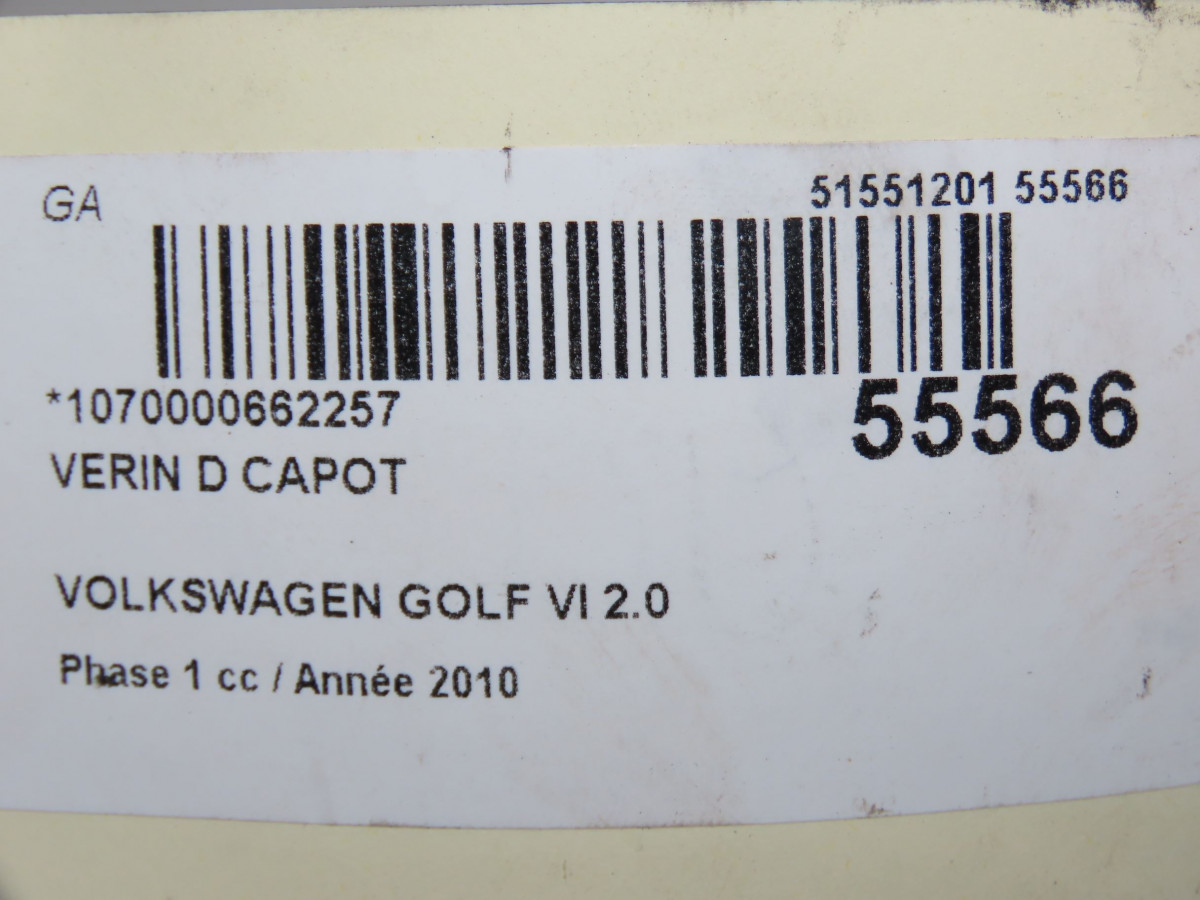 GA
51551201 55566
*1070000662257
55566
VERIN D CAPOT
VOLKSWAGEN GOLF VI 2.0
Phase 1 cc / Année 2010